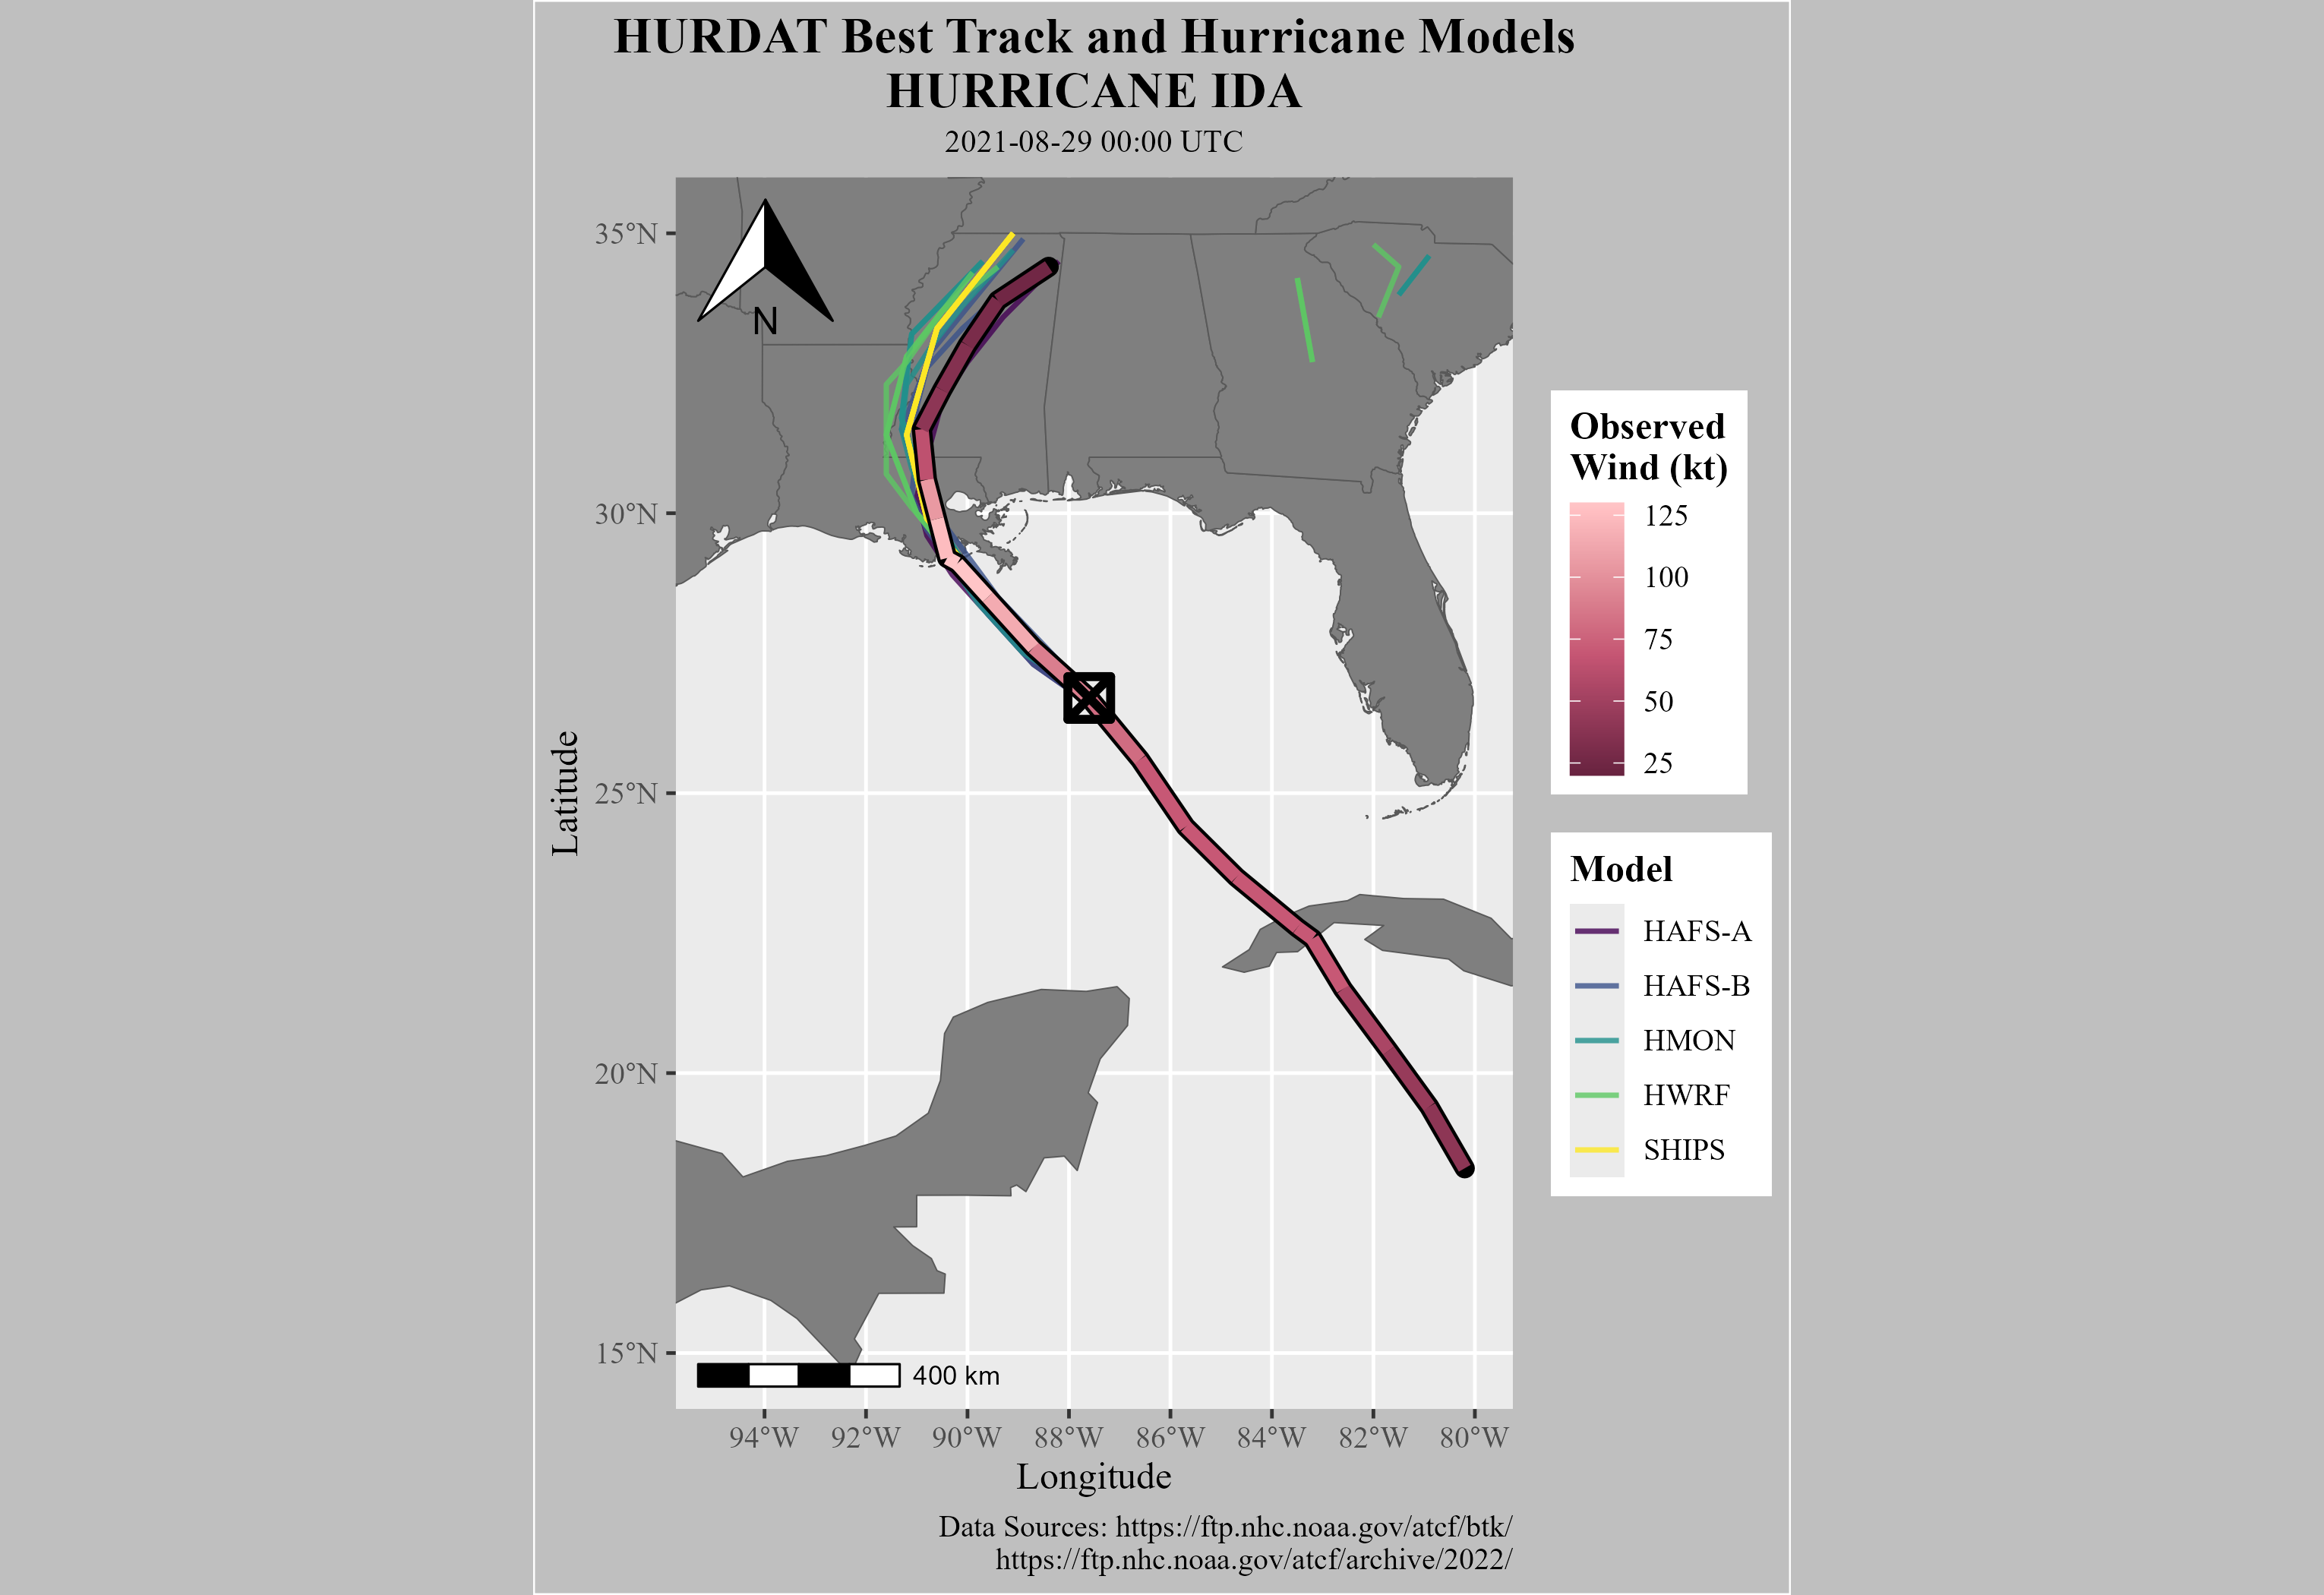 HURDAT Best Track and Hurricane Models
HURRICANE IDA
2021-08-29 00:00 UTC
N
35°N
30°N
25°N
20°N
15°N
Latitude
400 km
94°W 92°W 90°W 88°W 86°W 84°W 82°W 80°W
Longitude
Observed
Wind (kt)
125
100
75
50
25
Model
HAFS-A
HAFS-B
HMON
HWRF
SHIPS
Data Sources: https://ftp.nhc.noaa.gov/atcf/btk/
https://ftp.nhc.noaa.gov/atcf/archive/2022/